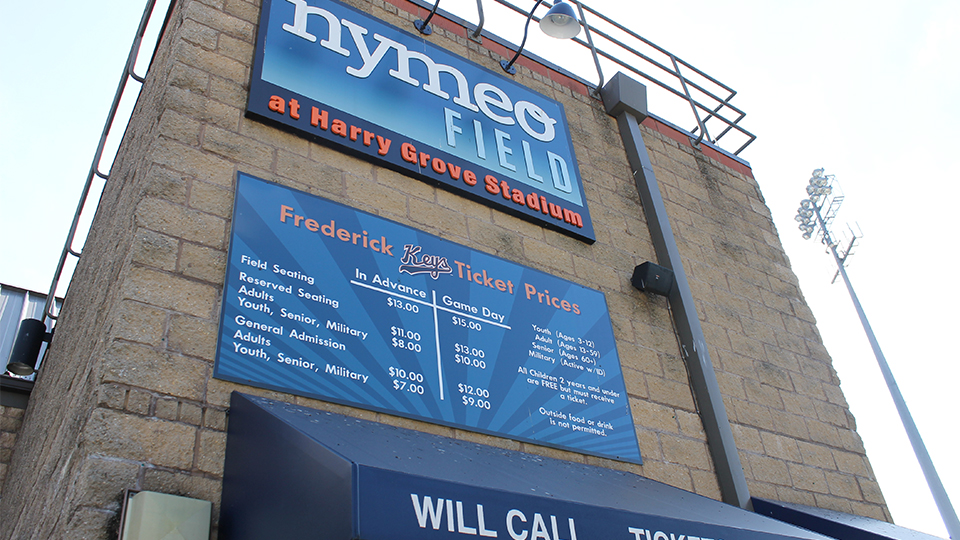 nymeo
FIELD
at Harry Grove Stadium
Frederick Keys Ticket Prices
In Advance Game Day
Field Seating $13.00 $15.00
Reserved Seating
Adults $11.00 $13.00
Youth, Senior, Military $8.00 $10.00
General Admission
Adults $10.00 $12.00
Youth, Senior, Military $7.00 $9.00
Youth (Ages 3-12)
Adult (Ages 13-59)
Senior (Ages 60+)
Military (Active w/ID)
All Children 2 years and under
are FREE but must receive
a ticket.
Outside food or drink
is not permitted.
WILL CALL